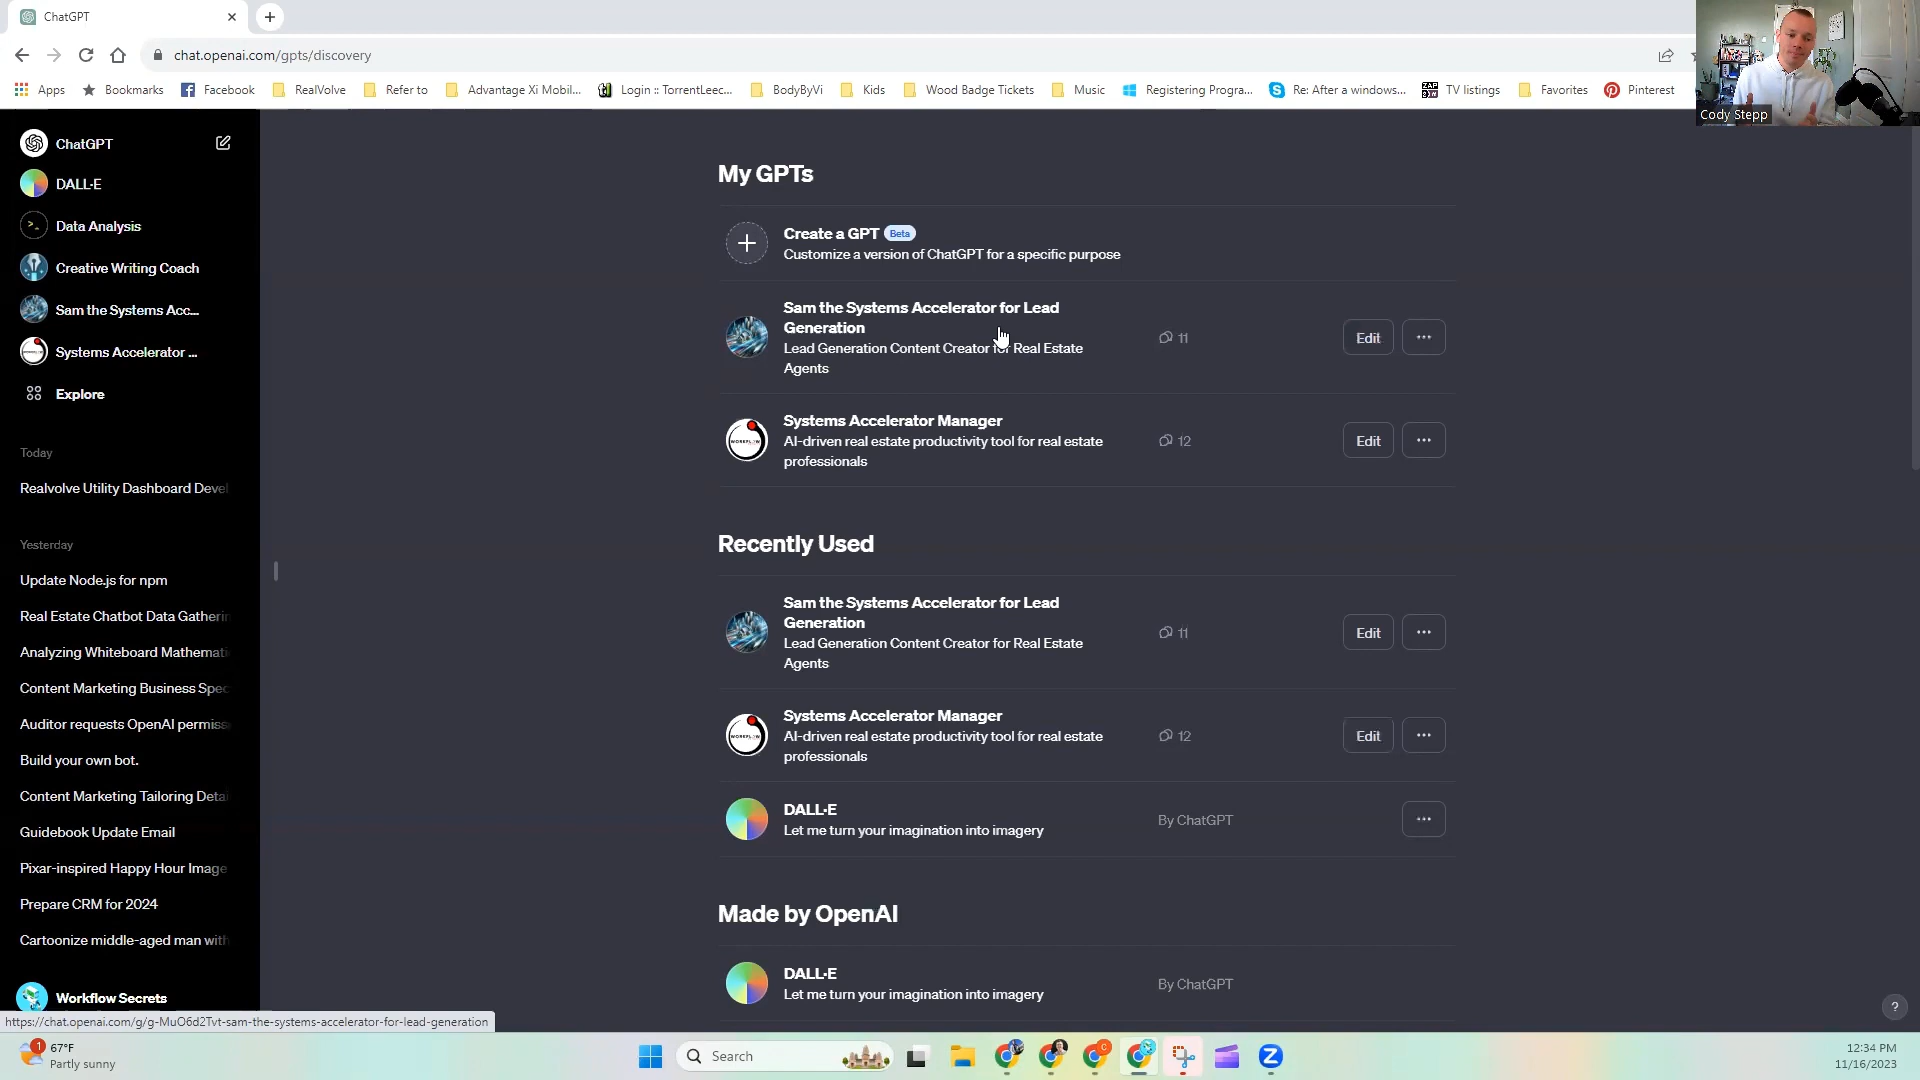 ChatGPT
chat.openai.com/gpts/discovery
Apps
Bookmarks
Facebook
RealVolve
Refer to
Advantage Xi Mobil...
Login :: TorrentLeec...
BodyByVi
Kids
Wood Badge Tickets
Music
Registering Progra...
Re: After a windows...
TV listings
Favorites
Pinterest
Cody Stepp
ChatGPT
DALL·E
Data Analysis
Creative Writing Coach
Sam the Systems Acc...
Systems Accelerator ...
Explore
Today
Realvolve Utility Dashboard Devel
Yesterday
Update Node.js for npm
Real Estate Chatbot Data Gatherin
Analyzing Whiteboard Mathemati
Content Marketing Business Spec
Auditor requests OpenAI permiss
Build your own bot.
Content Marketing Tailoring Detai
Guidebook Update Email
Pixar-inspired Happy Hour Image
Prepare CRM for 2024
Cartoonize middle-aged man with
Workflow Secrets
https://chat.openai.com/g/g-MuO6d2Tvt-sam-the-systems-accelerator-for-lead-generation
My GPTs
Create a GPT Beta
Customize a version of ChatGPT for a specific purpose
Sam the Systems Accelerator for Lead
Generation
Lead Generation Content Creator for Real Estate
Agents
11
Edit
Systems Accelerator Manager
AI-driven real estate productivity tool for real estate
professionals
12
Edit
Recently Used
Sam the Systems Accelerator for Lead
Generation
Lead Generation Content Creator for Real Estate
Agents
11
Edit
Systems Accelerator Manager
AI-driven real estate productivity tool for real estate
professionals
12
Edit
DALL·E
Let me turn your imagination into imagery
By ChatGPT
Made by OpenAI
DALL·E
Let me turn your imagination into imagery
By ChatGPT
?
1
67°F
Partly sunny
Search
12:34 PM
11/16/2023